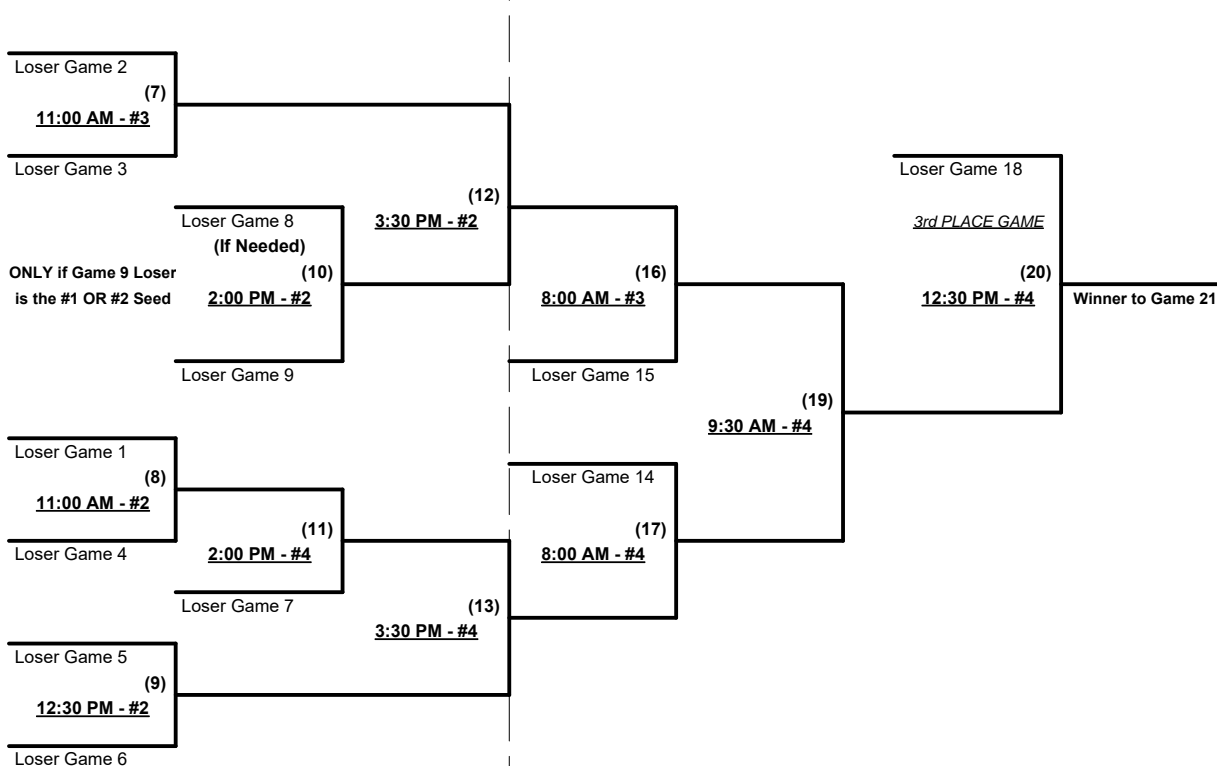 Loser Game 2
(7)
11:00 AM - #3
Loser Game 3
Loser Game 18
(12)
Loser Game 8
3:30 PM - #2
3rd PLACE GAME
(If Needed)
ONLY if Game 9 Loser
(10)
(16)
(20)
is the #1 OR #2 Seed
2:00 PM - #2
8:00 AM - #3
12:30 PM - #4
Winner to Game 21
Loser Game 9
Loser Game 15
(19)
9:30 AM - #4
Loser Game 1
(8)
Loser Game 14
11:00 AM - #2
(11)
(17)
Loser Game 4
2:00 PM - #4
8:00 AM - #4
Loser Game 7
(13)
3:30 PM - #4
Loser Game 5
(9)
12:30 PM - #2
Loser Game 6